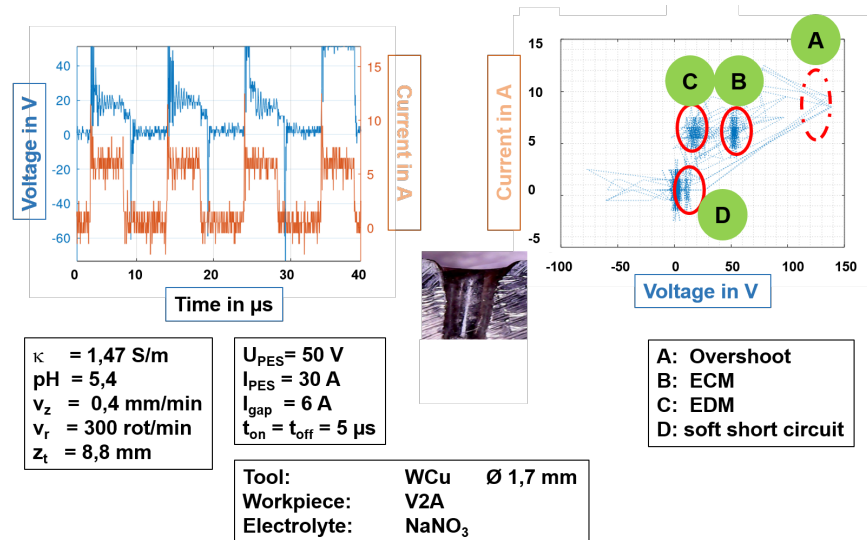 Voltage in V
40
20
0
-20
-40
-60
0
10
20
30
40
Time in µs
15
10
5
0
Current in A
Current in A
15
10
5
0
-5
-100
-50
0
50
100
150
Voltage in V
A
B
C
D
κ = 1,47 S/m
pH = 5,4
v_z = 0,4 mm/min
v_r = 300 rot/min
z_t = 8,8 mm
U_PES= 50 V
I_PES = 30 A
I_gap = 6 A
t_on = t_off = 5 µs
A: Overshoot
B: ECM
C: EDM
D: soft short circuit
Tool: WCu Ø 1,7 mm
Workpiece: V2A
Electrolyte: NaNO₃